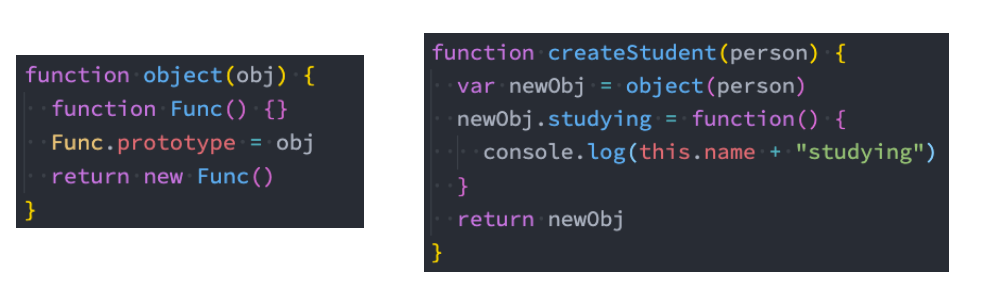 function object(obj) {
  function Func() {}
  Func.prototype = obj
  return new Func()
}
function createStudent(person) {
  var newObj = object(person)
  newObj.studying = function() {
    console.log(this.name + "studying")
  }
  return newObj
}